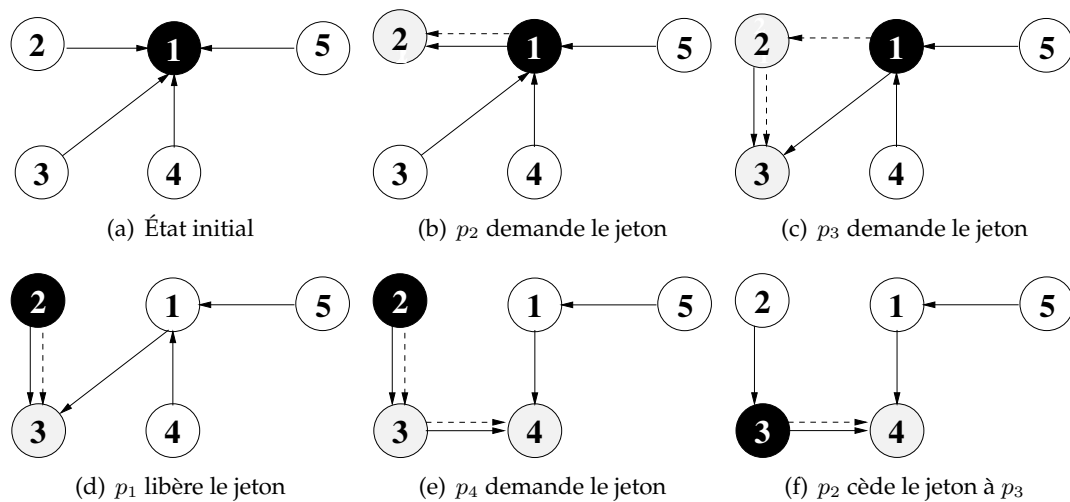 2 1 5
3 4
(a) État initial
2 1 5
3 4
(b) p2 demande le jeton
2 1 5
3 4
(c) p3 demande le jeton
2 1 5
3 4
(d) p1 libère le jeton
2 1 5
3 4
(e) p4 demande le jeton
2 1 5
3 4
(f) p2 cède le jeton à p3